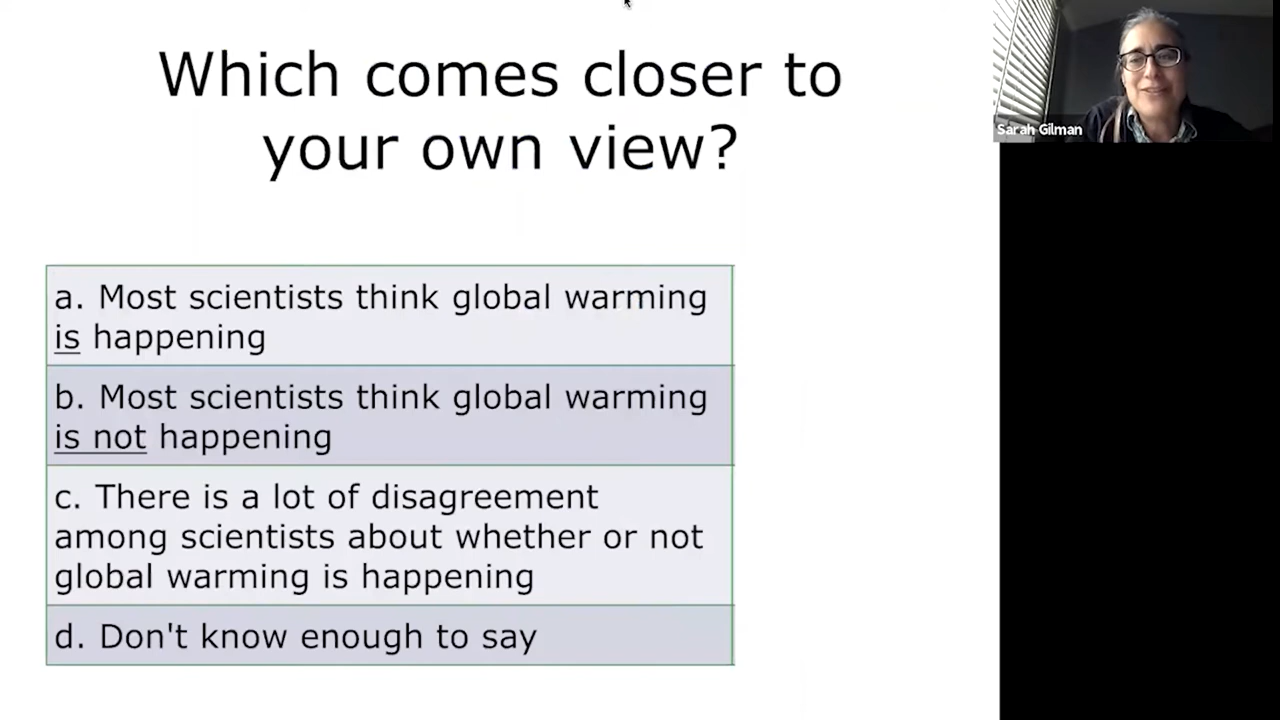 Which comes closer to
your own view?
Sarah Gilman
a. Most scientists think global warming
is happening
b. Most scientists think global warming
is not happening
c. There is a lot of disagreement
among scientists about whether or not
global warming is happening
d. Don't know enough to say